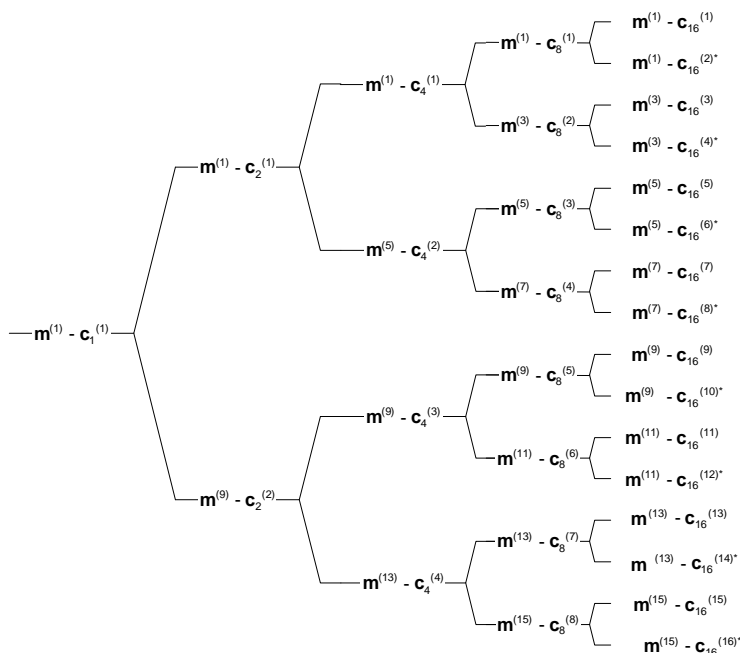 m(1) - c1(1)
m(1) - c2(1)
m(9) - c2(2)
m(1) - c4(1)
m(5) - c4(2)
m(9) - c4(3)
m(13) - c4(4)
m(1) - c8(1)
m(3) - c8(2)
m(5) - c8(3)
m(7) - c8(4)
m(9) - c8(5)
m(11) - c8(6)
m(13) - c8(7)
m(15) - c8(8)
m(1) - c16(1)
m(1) - c16(2)*
m(3) - c16(3)
m(3) - c16(4)*
m(5) - c16(5)
m(5) - c16(6)*
m(7) - c16(7)
m(7) - c16(8)*
m(9) - c16(9)
m(9) - c16(10)*
m(11) - c16(11)
m(11) - c16(12)*
m(13) - c16(13)
m(13) - c16(14)*
m(15) - c16(15)
m(15) - c16(16)*